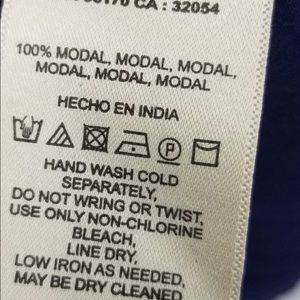 CA : 32054
100% MODAL, MODAL, MODAL,
MODAL, MODAL, MODAL
HECHO EN INDIA
HAND WASH COLD
SEPARATELY,
DO NOT WRING OR TWIST,
USE ONLY NON-CHLORINE
BLEACH,
LINE DRY,
LOW IRON AS NEEDED,
MAY BE DRY CLEANED